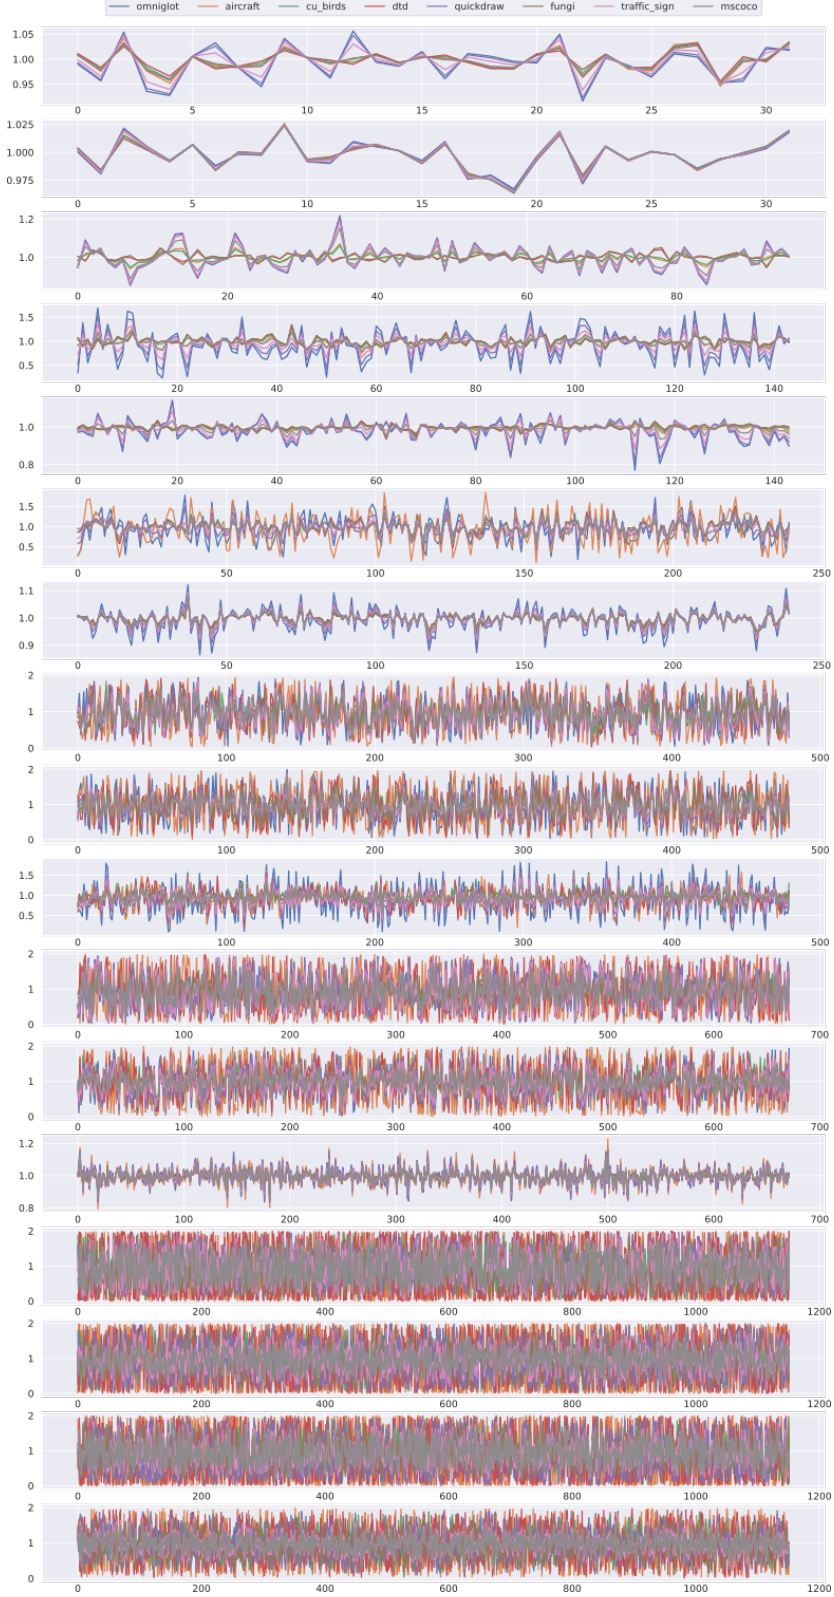 omniglot aircraft cu_birds dtd quickdraw fungi traffic_sign mscoco
1.05
1.00
0.95
0 5 10 15 20 25 30
1.025
1.000
0.975
0 5 10 15 20 25 30
1.2
1.0
0 20 40 60 80
1.5
1.0
0.5
0 20 40 60 80 100 120 140
1.0
0.8
0 20 40 60 80 100 120 140
1.5
1.0
0.5
0 50 100 150 200 250
1.1
1.0
0.9
0 50 100 150 200 250
2
1
0
0 100 200 300 400 500
2
1
0
0 100 200 300 400 500
1.5
1.0
0.5
0 100 200 300 400 500
2
1
0
0 100 200 300 400 500 600 700
2
1
0
0 100 200 300 400 500 600 700
1.2
1.0
0.8
0 100 200 300 400 500 600 700
2
1
0
0 200 400 600 800 1000 1200
2
1
0
0 200 400 600 800 1000 1200
2
1
0
0 200 400 600 800 1000 1200
2
1
0
0 200 400 600 800 1000 1200